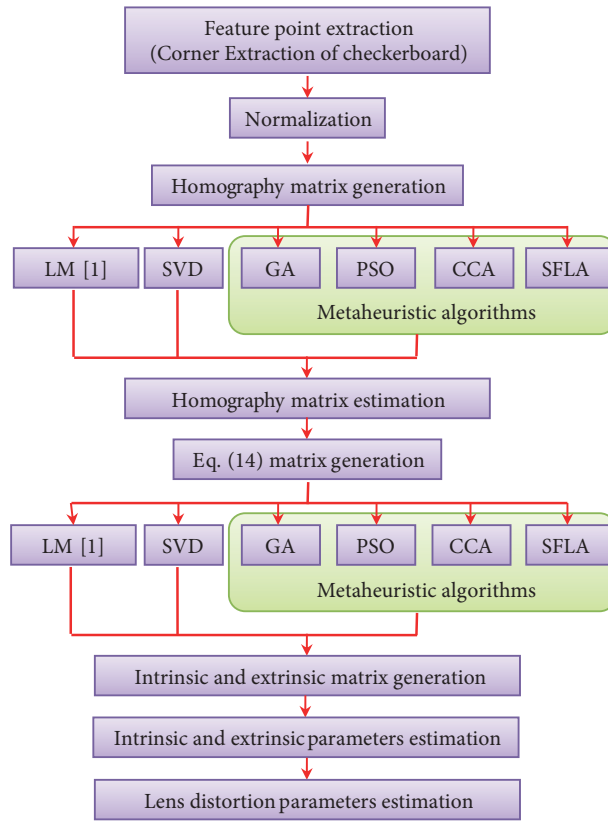 Feature point extraction
(Corner Extraction of checkerboard)
Normalization
Homography matrix generation
LM [1]
SVD
GA
PSO
CCA
SFLA
Metaheuristic algorithms
Homography matrix estimation
Eq. (14) matrix generation
LM [1]
SVD
GA
PSO
CCA
SFLA
Metaheuristic algorithms
Intrinsic and extrinsic matrix generation
Intrinsic and extrinsic parameters estimation
Lens distortion parameters estimation